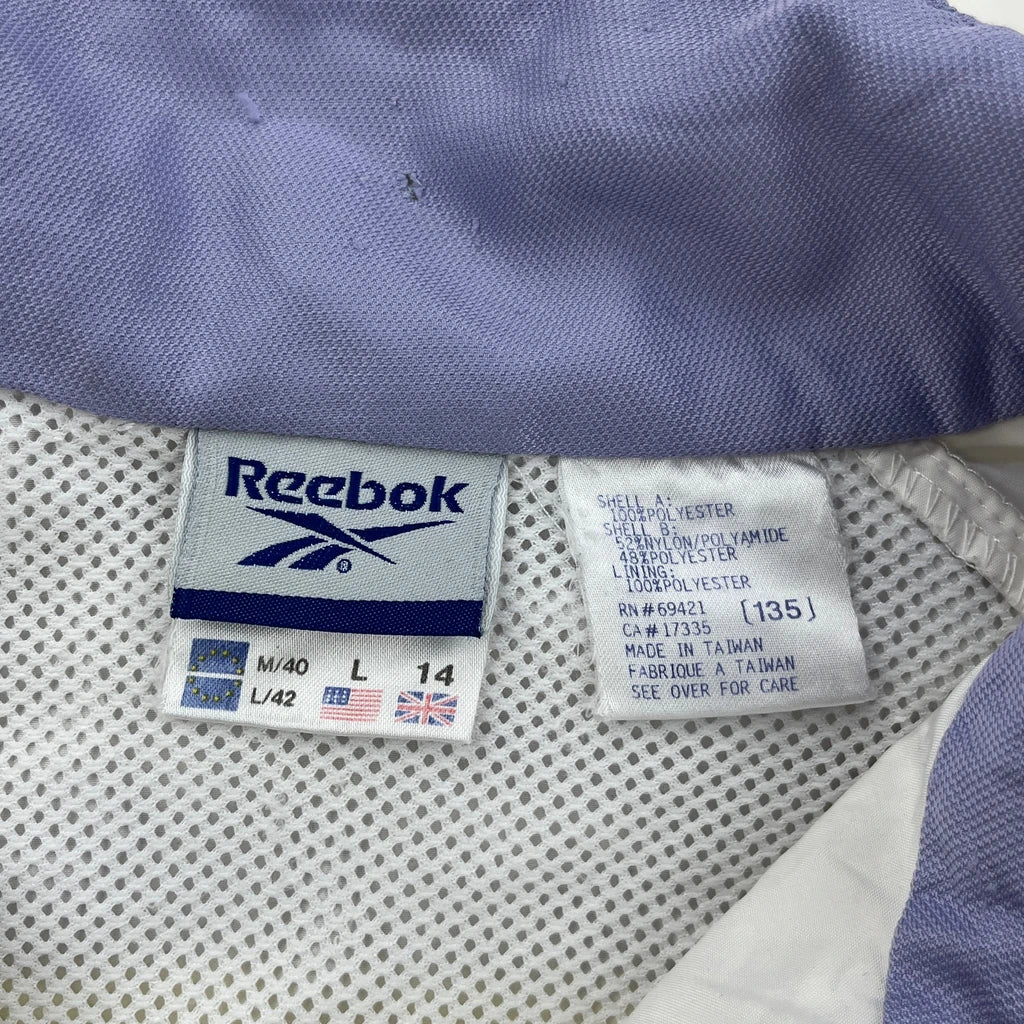 Reebok
®
M/40
L/42
L
14
SHELL A:
100%POLYESTER
SHELL B:
52%NYLON/POLYAMIDE
48%POLYESTER
LINING:
100%POLYESTER
RN#69421 [135]
CA#17335
MADE IN TAIWAN
FABRIQUE A TAIWAN
SEE OVER FOR CARE